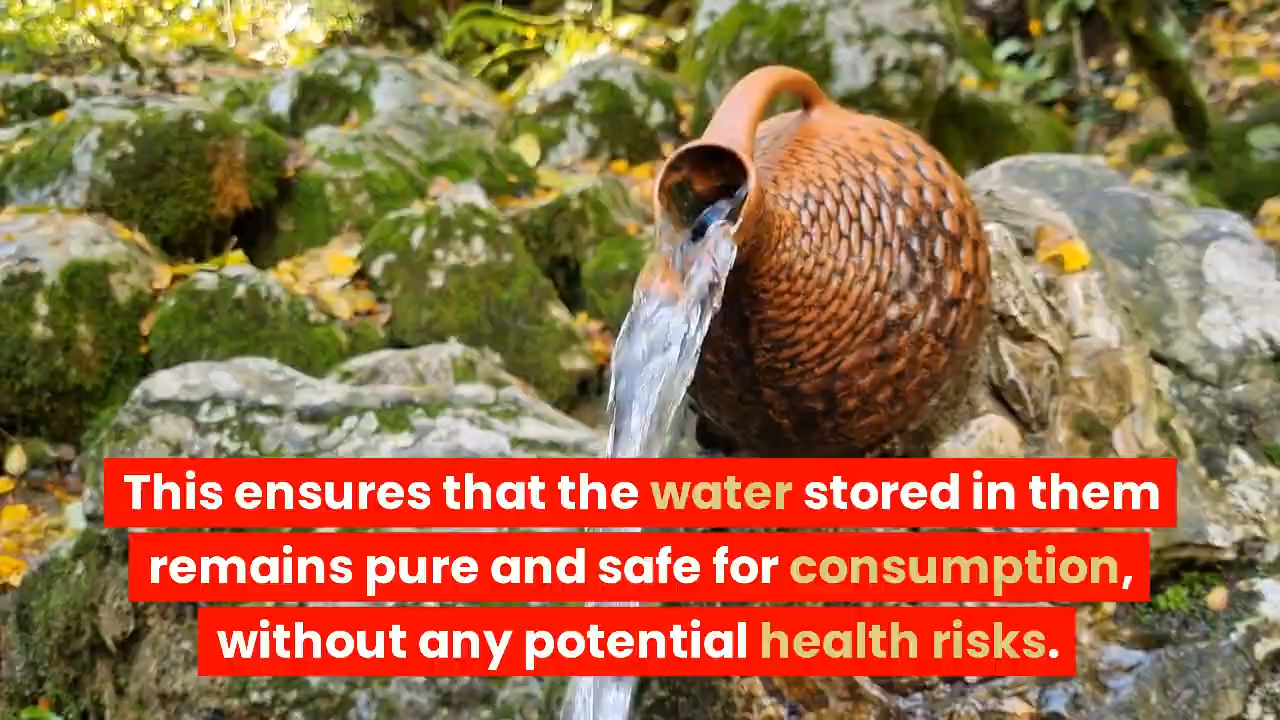 This ensures that the water stored in them
remains pure and safe for consumption,
without any potential health risks.